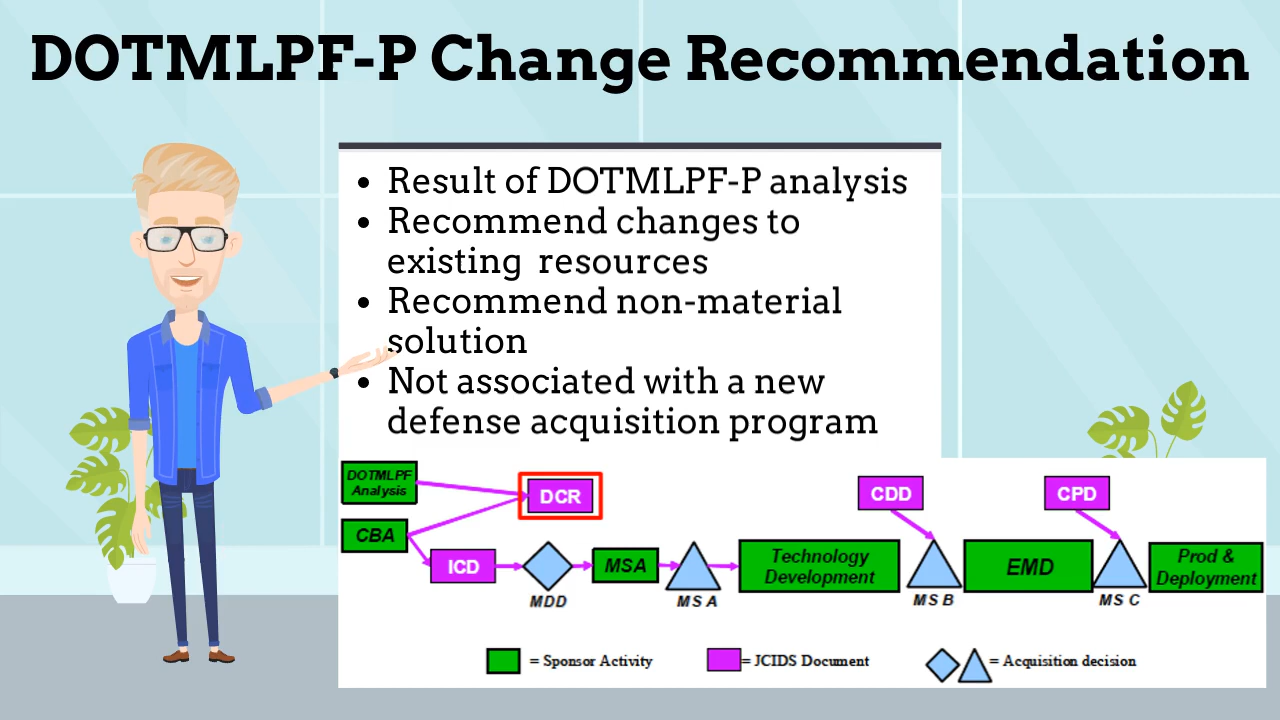 DOTMLPF-P Change Recommendation
• Result of DOTMLPF-P analysis
• Recommend changes to
existing resources
• Recommend non-material
solution
• Not associated with a new
defense acquisition program
DOTMLPF
Analysis
DCR
CDD
CPD
CBA
ICD
MSA
Technology
Development
EMD
Prod &
Deployment
MDD
MS A
MS B
MS C
= Sponsor Activity
= JCIDS Document
= Acquisition decision